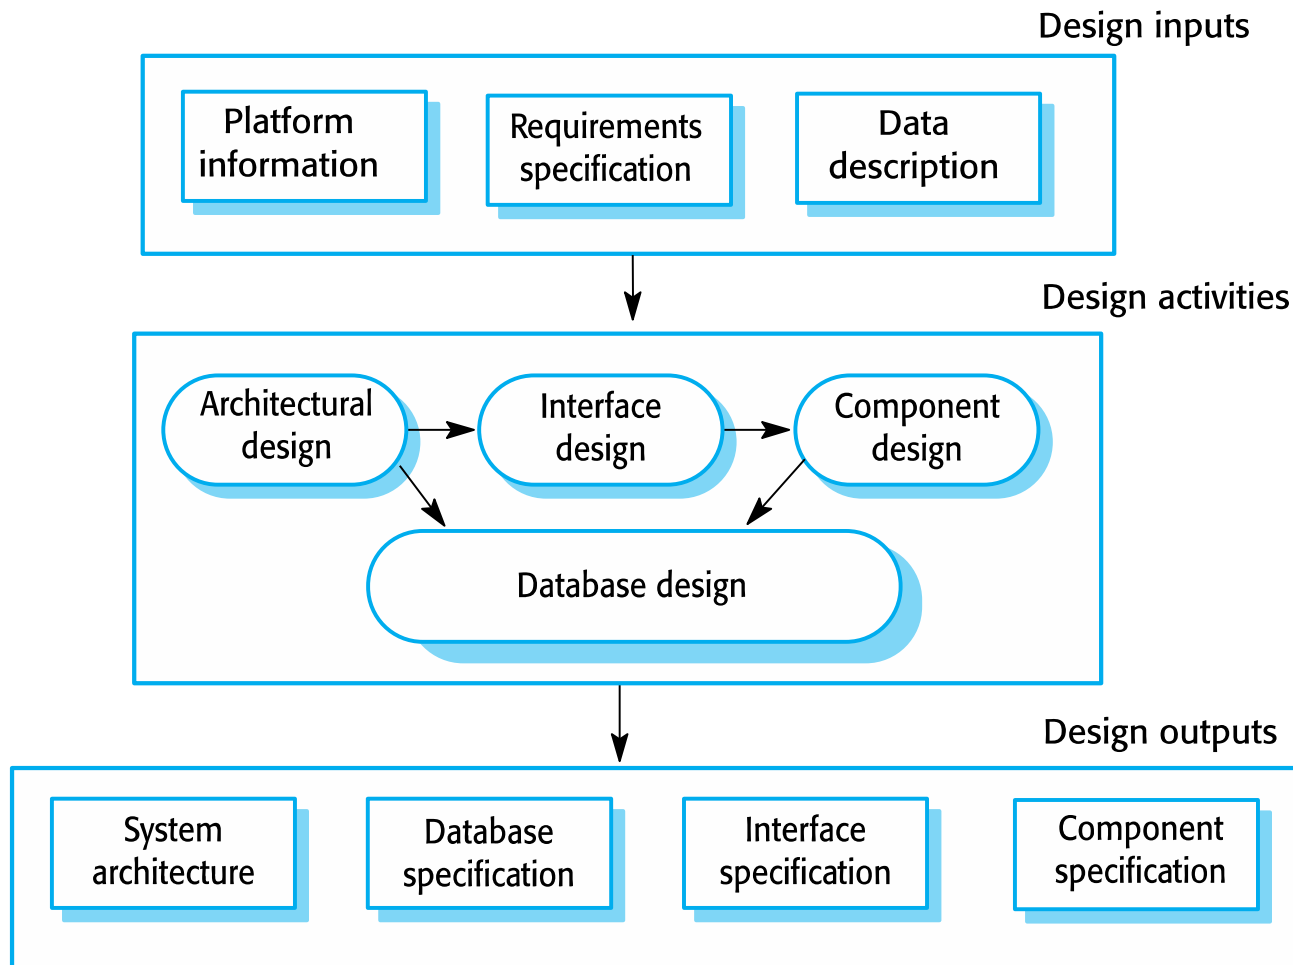 Design inputs
Platform
information
Requirements
specification
Data
description
Design activities
Architectural
design
Interface
design
Component
design
Database design
Design outputs
System
architecture
Database
specification
Interface
specification
Component
specification